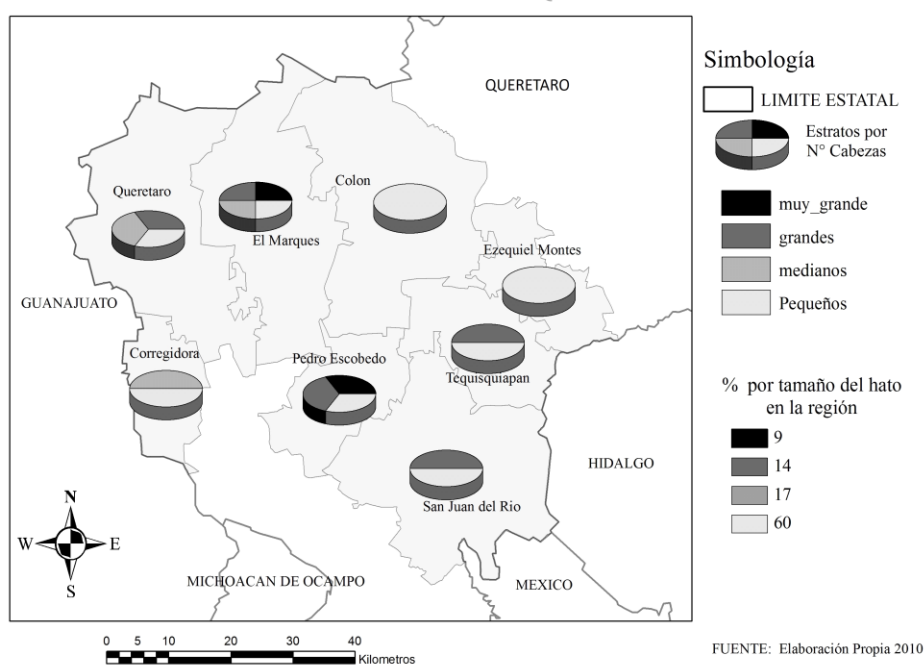 QUERETARO
Colon
Queretaro
El Marques
Ezequiel Montes
GUANAJUATO
Corregidora
Pedro Escobedo
Tequisquiapan
HIDALGO
San Juan del Rio
N
W
E
S
MICHOACAN DE OCAMPO
MEXICO
0 5 10 20 30 40
Kilometros
Simbología
LIMITE ESTATAL
Estratos por
N° Cabezas
muy_grande
grandes
medianos
Pequeños
% por tamaño del hato
en la región
9
14
17
60
FUENTE: Elaboración Propia 2010